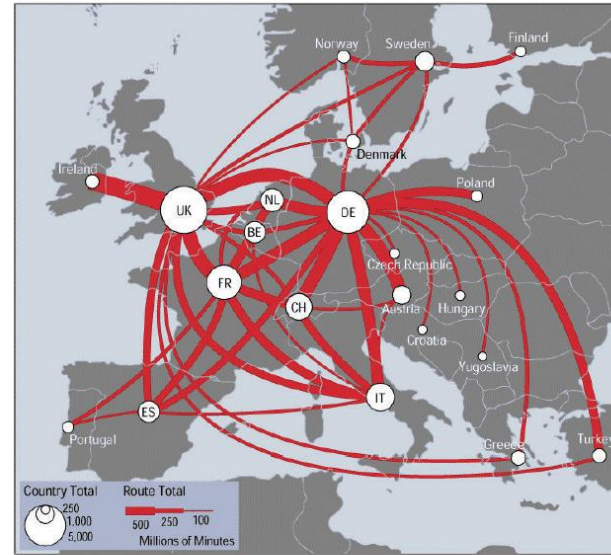 Norway
Sweden
Finland
Ireland
Denmark
UK
NL
DE
Poland
BE
Czech Republic
FR
CH
Austria
Hungary
Croatia
Yugoslavia
IT
ES
Portugal
Greece
Turkey
Country Total
250
1,000
5,000
Route Total
500 250 100
Millions of Minutes